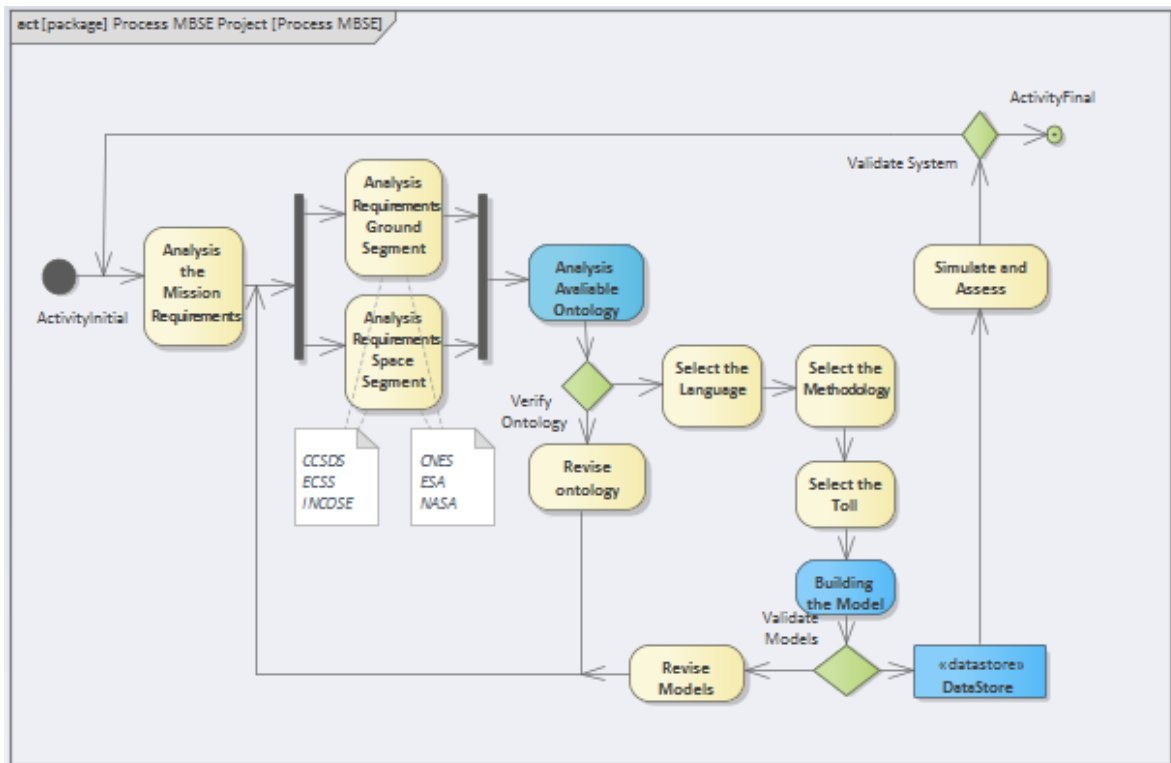 act [package] Process MBSE Project [Process MBSE]
ActivityFinal
Validate System
Analysis
Requirements
Ground
Segment
Analysis
the
Mission
Requirements
ActivityInitial
Analysis
Avaliable
Ontology
Simulate and
Assess
Analysis
Requirements
Space
Segment
Verify
Ontology
Select the
Language
Select the
Methodology
CCSDS
ECSS
INCOSE
CNES
ESA
NASA
Revise
ontology
Select the
Toll
Building
the Model
Validate
Models
Revise
Models
«datastore»
DataStore